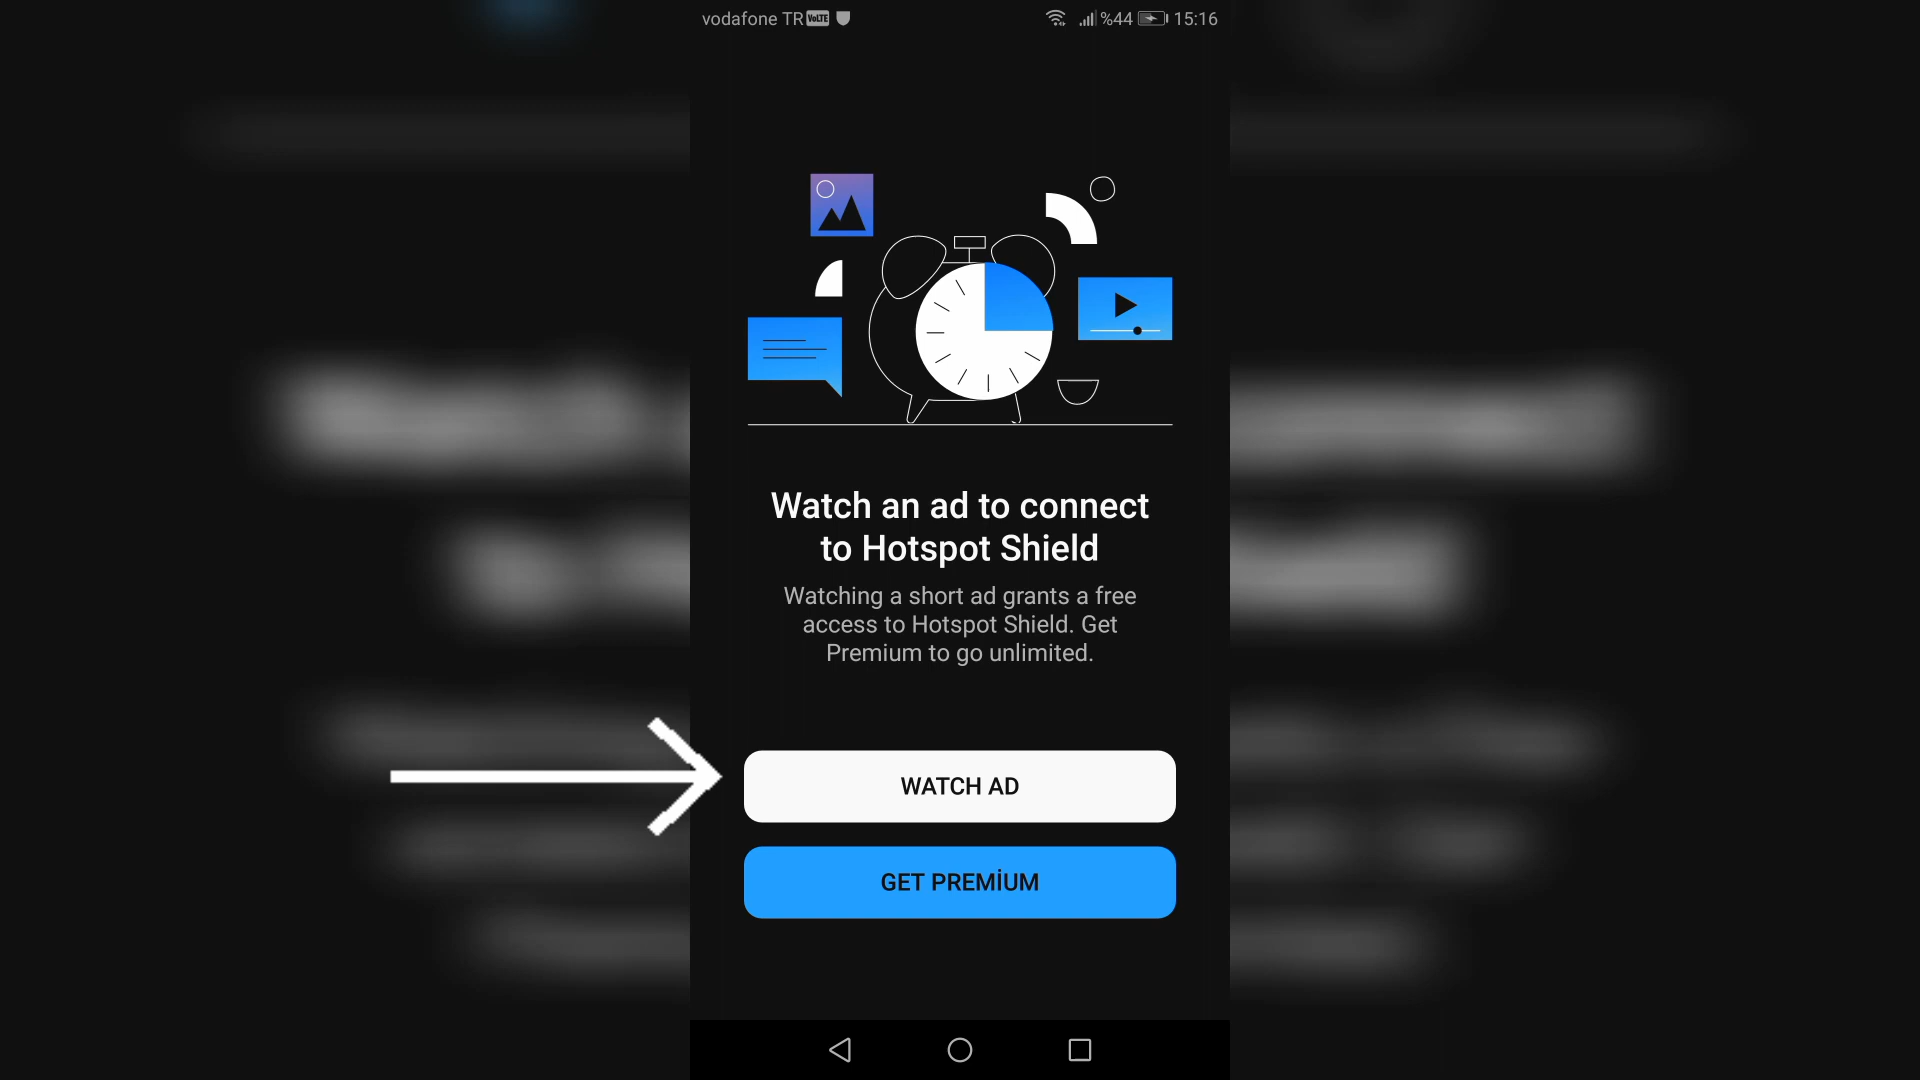 vodafone TR VoLTE %44 15:16
Watch an ad to connect
to Hotspot Shield
Watching a short ad grants a free
access to Hotspot Shield. Get
Premium to go unlimited.
WATCH AD
GET PREMİUM